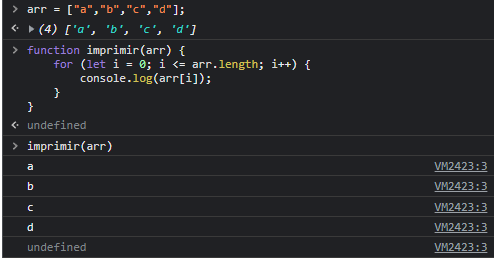 arr = ["a","b","c","d"];
(4) ['a', 'b', 'c', 'd']
function imprimir(arr) {
    for (let i = 0; i <= arr.length; i++) {
        console.log(arr[i]);
    }
}
undefined
imprimir(arr)
a VM2423:3
b VM2423:3
c VM2423:3
d VM2423:3
undefined VM2423:3